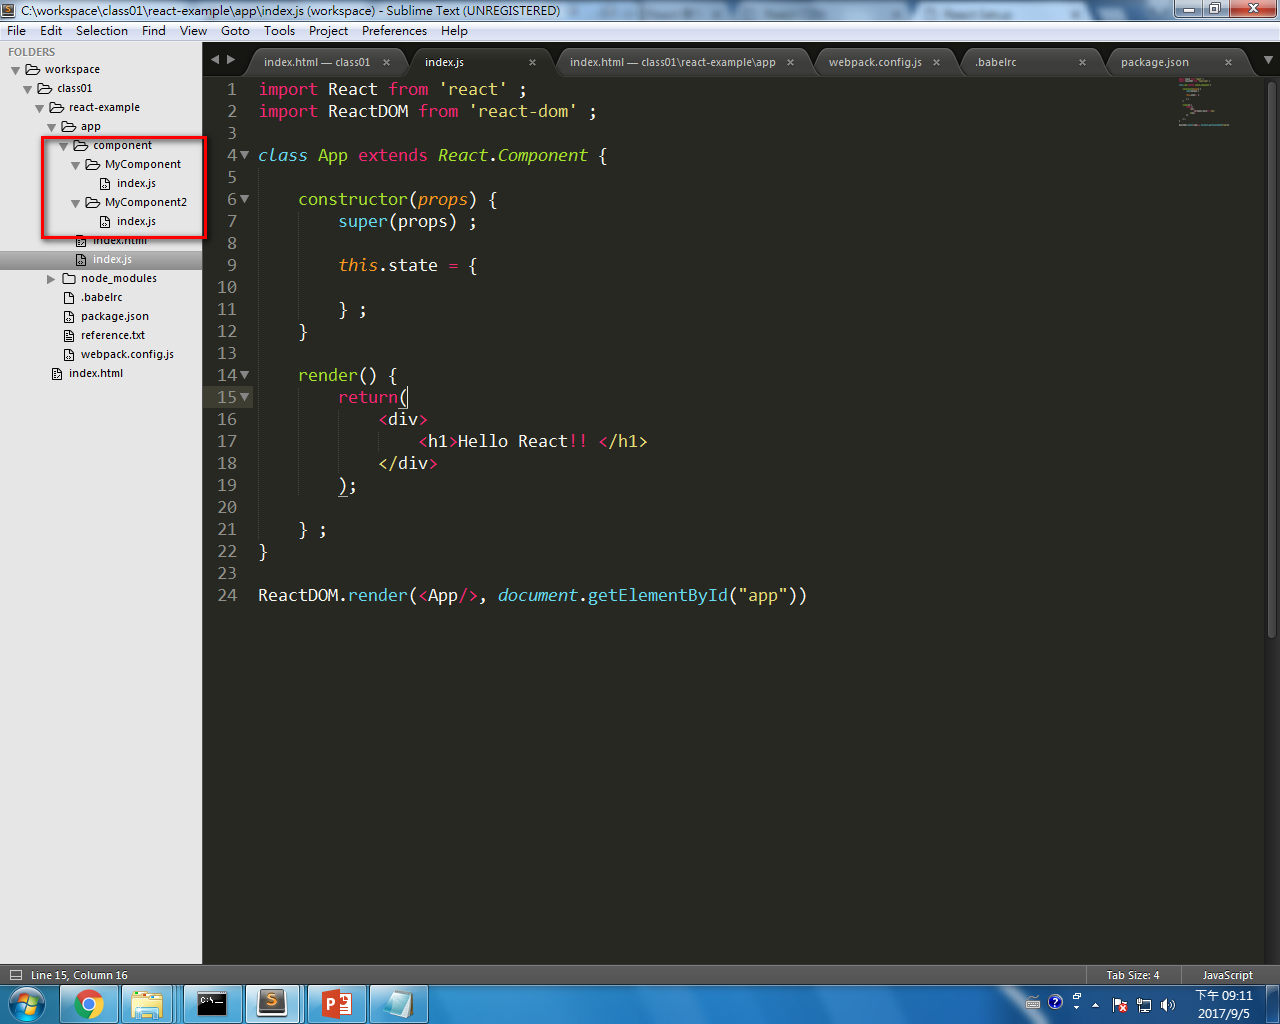 C:\workspace\class01\react-example\app\index.js (workspace) - Sublime Text (UNREGISTERED)
File Edit Selection Find View Goto Tools Project Preferences Help
FOLDERS
workspace
class01
react-example
app
component
MyComponent
index.js
MyComponent2
index.js
index.html
index.js
node_modules
.babelrc
package.json
reference.txt
webpack.config.js
index.html
index.html — class01 × index.js × index.html — class01\react-example\app × webpack.config.js × .babelrc × package.json ×
1 import React from 'react' ;
2 import ReactDOM from 'react-dom' ;
3
4 class App extends React.Component {
5
6 constructor(props) {
7 super(props) ;
8
9 this.state = {
10
11 } ;
12 }
13
14 render() {
15 return(
16 <div>
17 <h1>Hello React!! </h1>
18 </div>
19 );
20
21 } ;
22 }
23
24 ReactDOM.render(<App/>, document.getElementById("app"))
Line 15, Column 16 Tab Size: 4 JavaScript
下午 09:11
2017/9/5